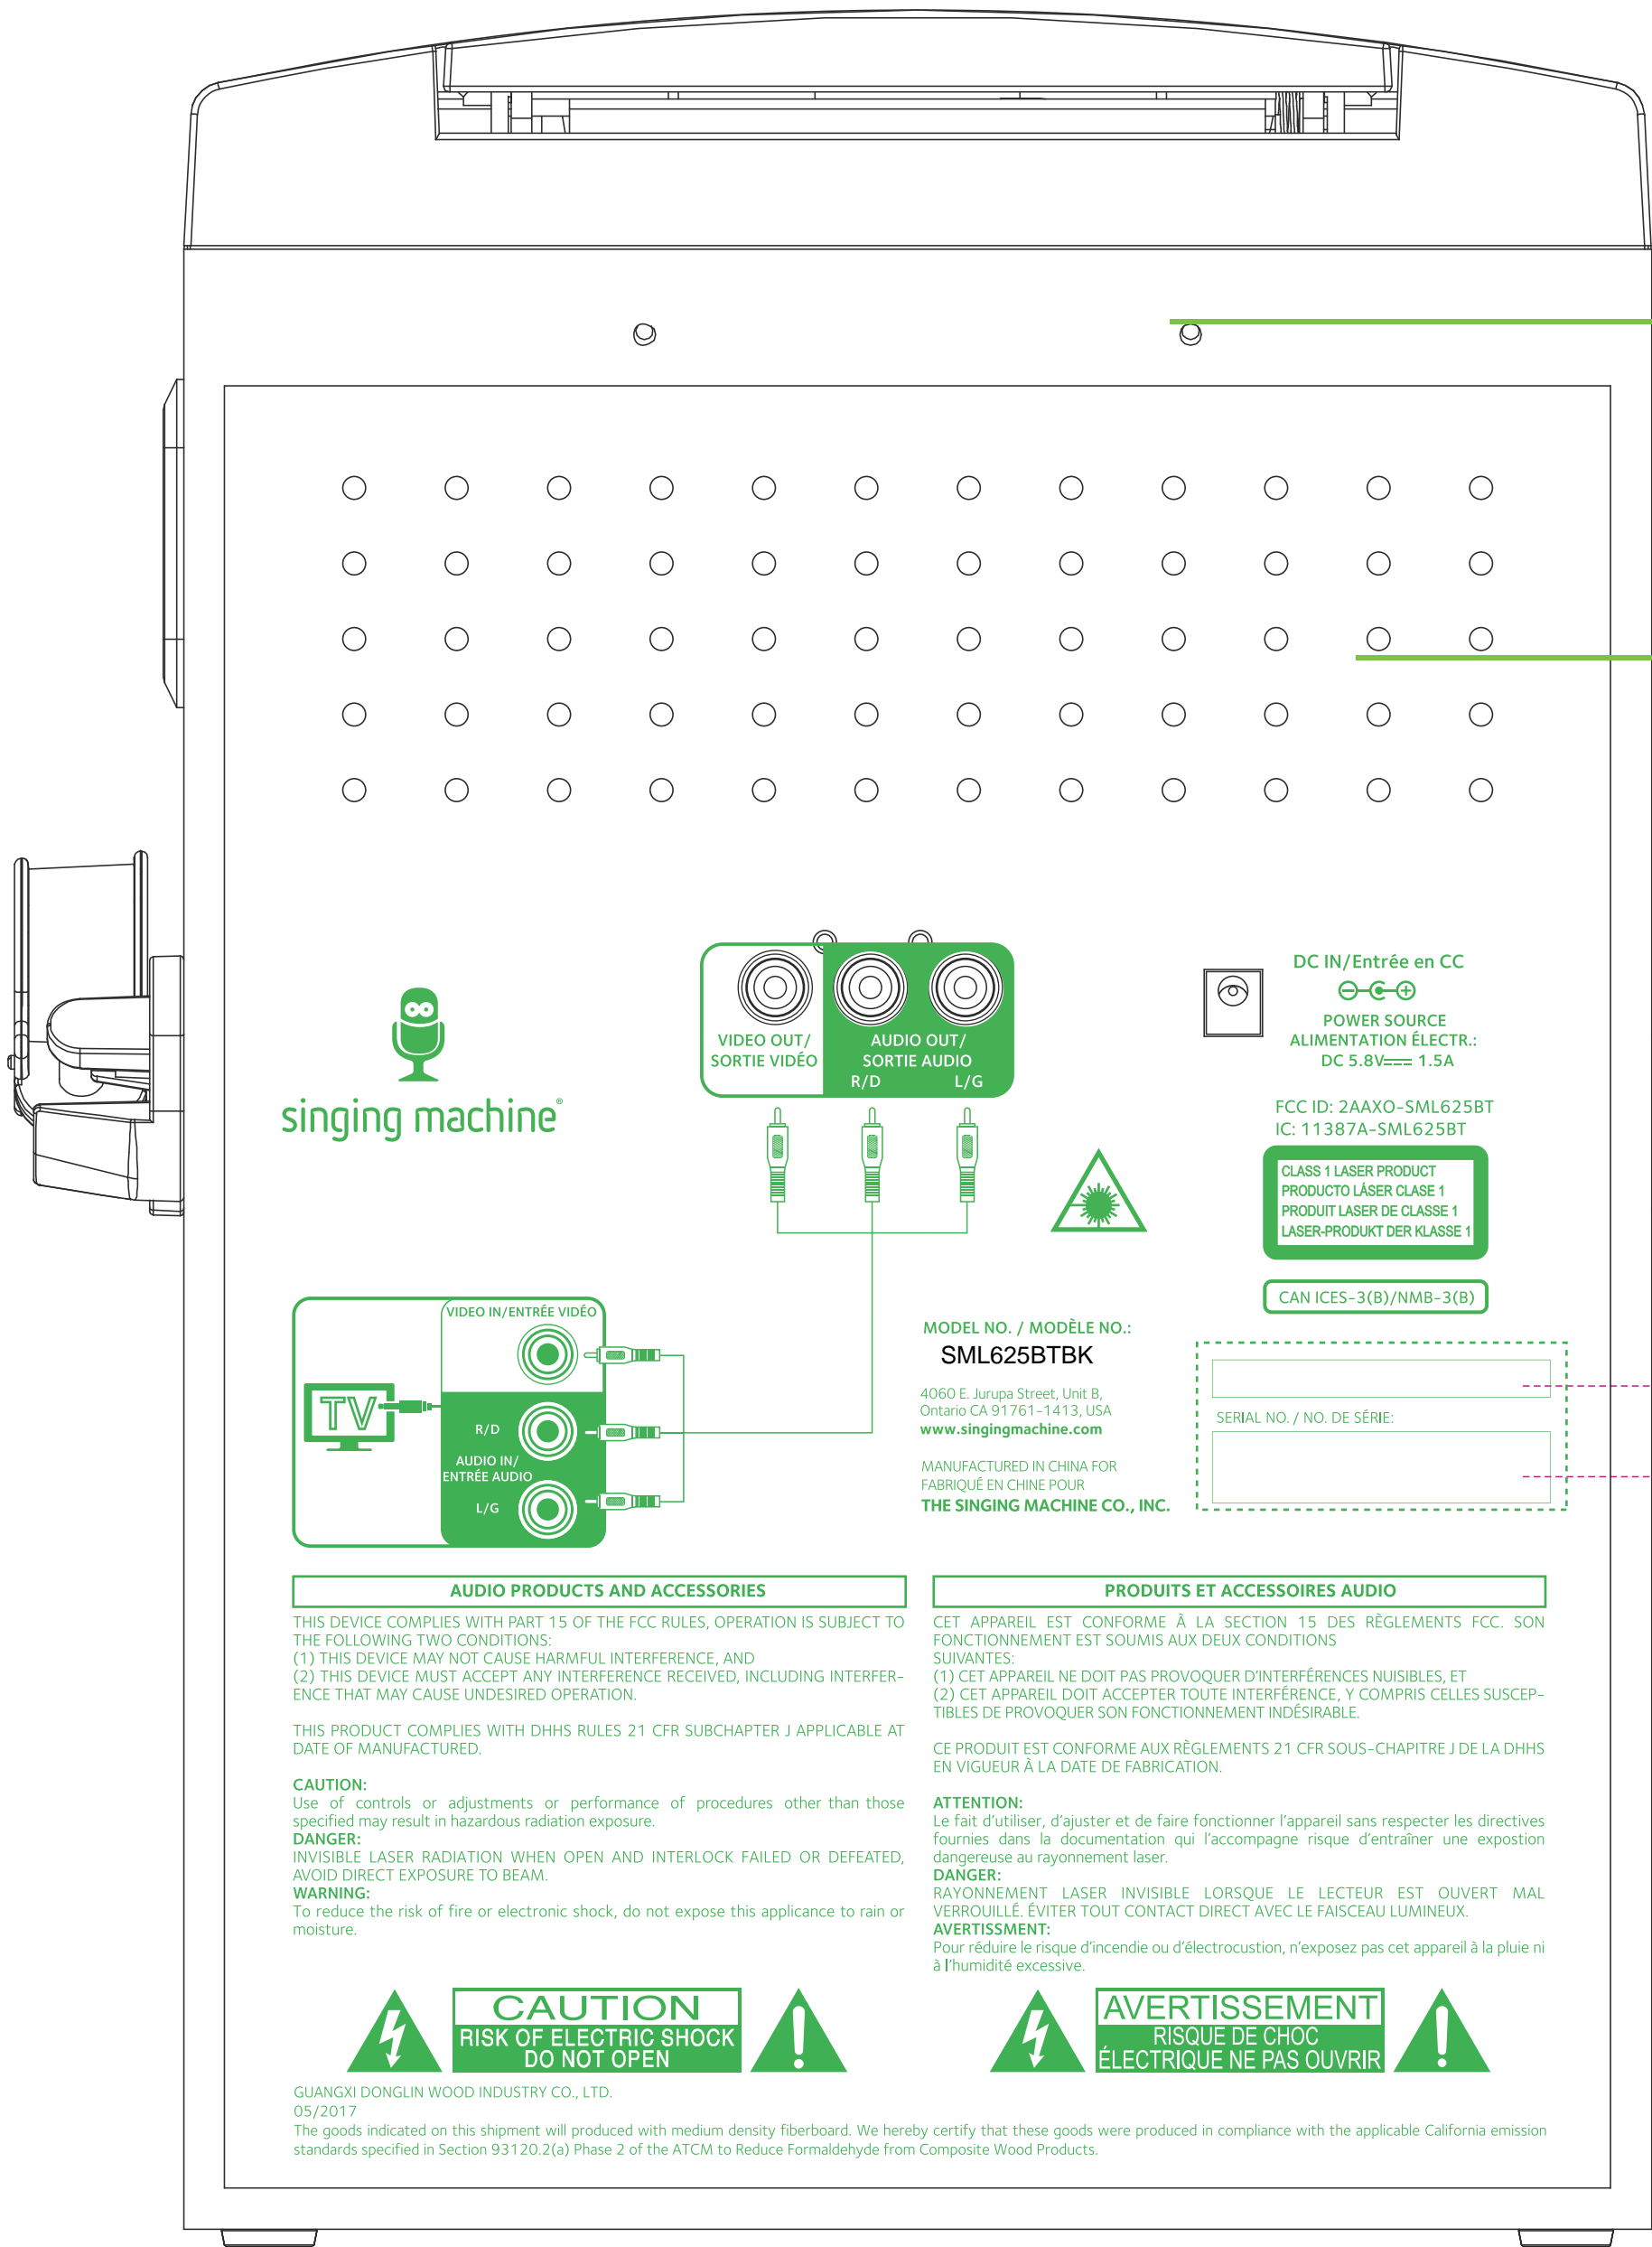 DC IN/Entrée en CC
POWER SOURCE
ALIMENTATION ÉLECTR.:
DC 5.8V 1.5A
VIDEO OUT/
SORTIE VIDÉO
AUDIO OUT/
SORTIE AUDIO
R/D L/G
singing machine®
FCC ID: 2AAXO-SML625BT
IC: 11387A-SML625BT
CLASS 1 LASER PRODUCT
PRODUCTO LÁSER CLASE 1
PRODUIT LASER DE CLASSE 1
LASER-PRODUKT DER KLASSE 1
CAN ICES-3(B)/NMB-3(B)
VIDEO IN/ENTRÉE VIDÉO
TV
R/D
AUDIO IN/
ENTRÉE AUDIO
L/G
MODEL NO. / MODÈLE NO.:
SML625BTBK
4060 E. Jurupa Street, Unit B,
Ontario CA 91761-1413, USA
www.singingmachine.com
MANUFACTURED IN CHINA FOR
FABRIQUÉ EN CHINE POUR
THE SINGING MACHINE CO., INC.
SERIAL NO. / NO. DE SÉRIE:
AUDIO PRODUCTS AND ACCESSORIES
THIS DEVICE COMPLIES WITH PART 15 OF THE FCC RULES, OPERATION IS SUBJECT TO
THE FOLLOWING TWO CONDITIONS:
(1) THIS DEVICE MAY NOT CAUSE HARMFUL INTERFERENCE, AND
(2) THIS DEVICE MUST ACCEPT ANY INTERFERENCE RECEIVED, INCLUDING INTERFER-
ENCE THAT MAY CAUSE UNDESIRED OPERATION.
THIS PRODUCT COMPLIES WITH DHHS RULES 21 CFR SUBCHAPTER J APPLICABLE AT
DATE OF MANUFACTURED.
CAUTION:
Use of controls or adjustments or performance of procedures other than those
specified may result in hazardous radiation exposure.
DANGER:
INVISIBLE LASER RADIATION WHEN OPEN AND INTERLOCK FAILED OR DEFEATED,
AVOID DIRECT EXPOSURE TO BEAM.
WARNING:
To reduce the risk of fire or electronic shock, do not expose this applicance to rain or
moisture.
PRODUITS ET ACCESSOIRES AUDIO
CET APPAREIL EST CONFORME À LA SECTION 15 DES RÈGLEMENTS FCC. SON
FONCTIONNEMENT EST SOUMIS AUX DEUX CONDITIONS
SUIVANTES:
(1) CET APPAREIL NE DOIT PAS PROVOQUER D'INTERFÉRENCES NUISIBLES, ET
(2) CET APPAREIL DOIT ACCEPTER TOUTE INTERFÉRENCE, Y COMPRIS CELLES SUSCEP-
TIBLES DE PROVOQUER SON FONCTIONNEMENT INDÉSIRABLE.
CE PRODUIT EST CONFORME AUX RÈGLEMENTS 21 CFR SOUS-CHAPITRE J DE LA DHHS
EN VIGUEUR À LA DATE DE FABRICATION.
ATTENTION:
Le fait d'utiliser, d'ajuster et de faire fonctionner l'appareil sans respecter les directives
fournies dans la documentation qui l'accompagne risque d'entraîner une expostion
dangereuse au rayonnement laser.
DANGER:
RAYONNEMENT LASER INVISIBLE LORSQUE LE LECTEUR EST OUVERT MAL
VERROUILLÉ. ÉVITER TOUT CONTACT DIRECT AVEC LE FAISCEAU LUMINEUX.
AVERTISSMENT:
Pour réduire le risque d'incendie ou d'électrocustion, n'exposez pas cet appareil à la pluie ni
à l'humidité excessive.
CAUTION
RISK OF ELECTRIC SHOCK
DO NOT OPEN
AVERTISSEMENT
RISQUE DE CHOC
ÉLECTRIQUE NE PAS OUVRIR
GUANGXI DONGLIN WOOD INDUSTRY CO., LTD.
05/2017
The goods indicated on this shipment will produced with medium density fiberboard. We hereby certify that these goods were produced in compliance with the applicable California emission
standards specified in Section 93120.2(a) Phase 2 of the ATCM to Reduce Formaldehyde from Composite Wood Products.